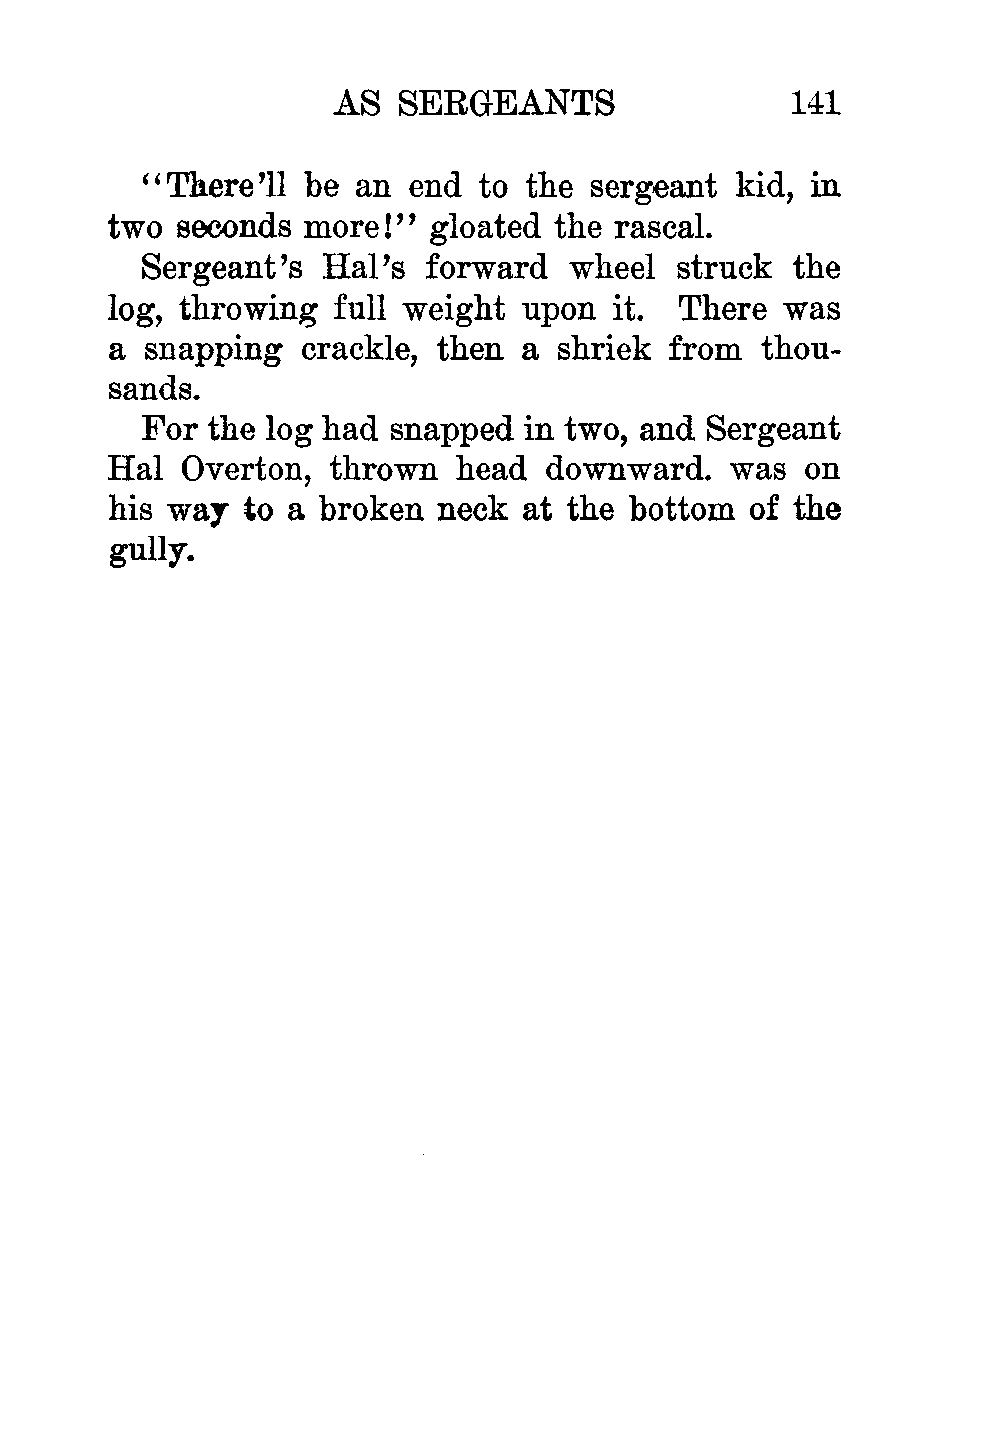 AS SERGEANTS 141
“There’ll be an end to the sergeant kid, in
two seconds more!” gloated the rascal.
Sergeant’s Hal’s forward wheel struck the
log, throwing full weight upon it. There was
a snapping crackle, then a shriek from thou-
sands.
For the log had snapped in two, and Sergeant
Hal Overton, thrown head downward. was on
his way to a broken neck at the bottom of the
gully.